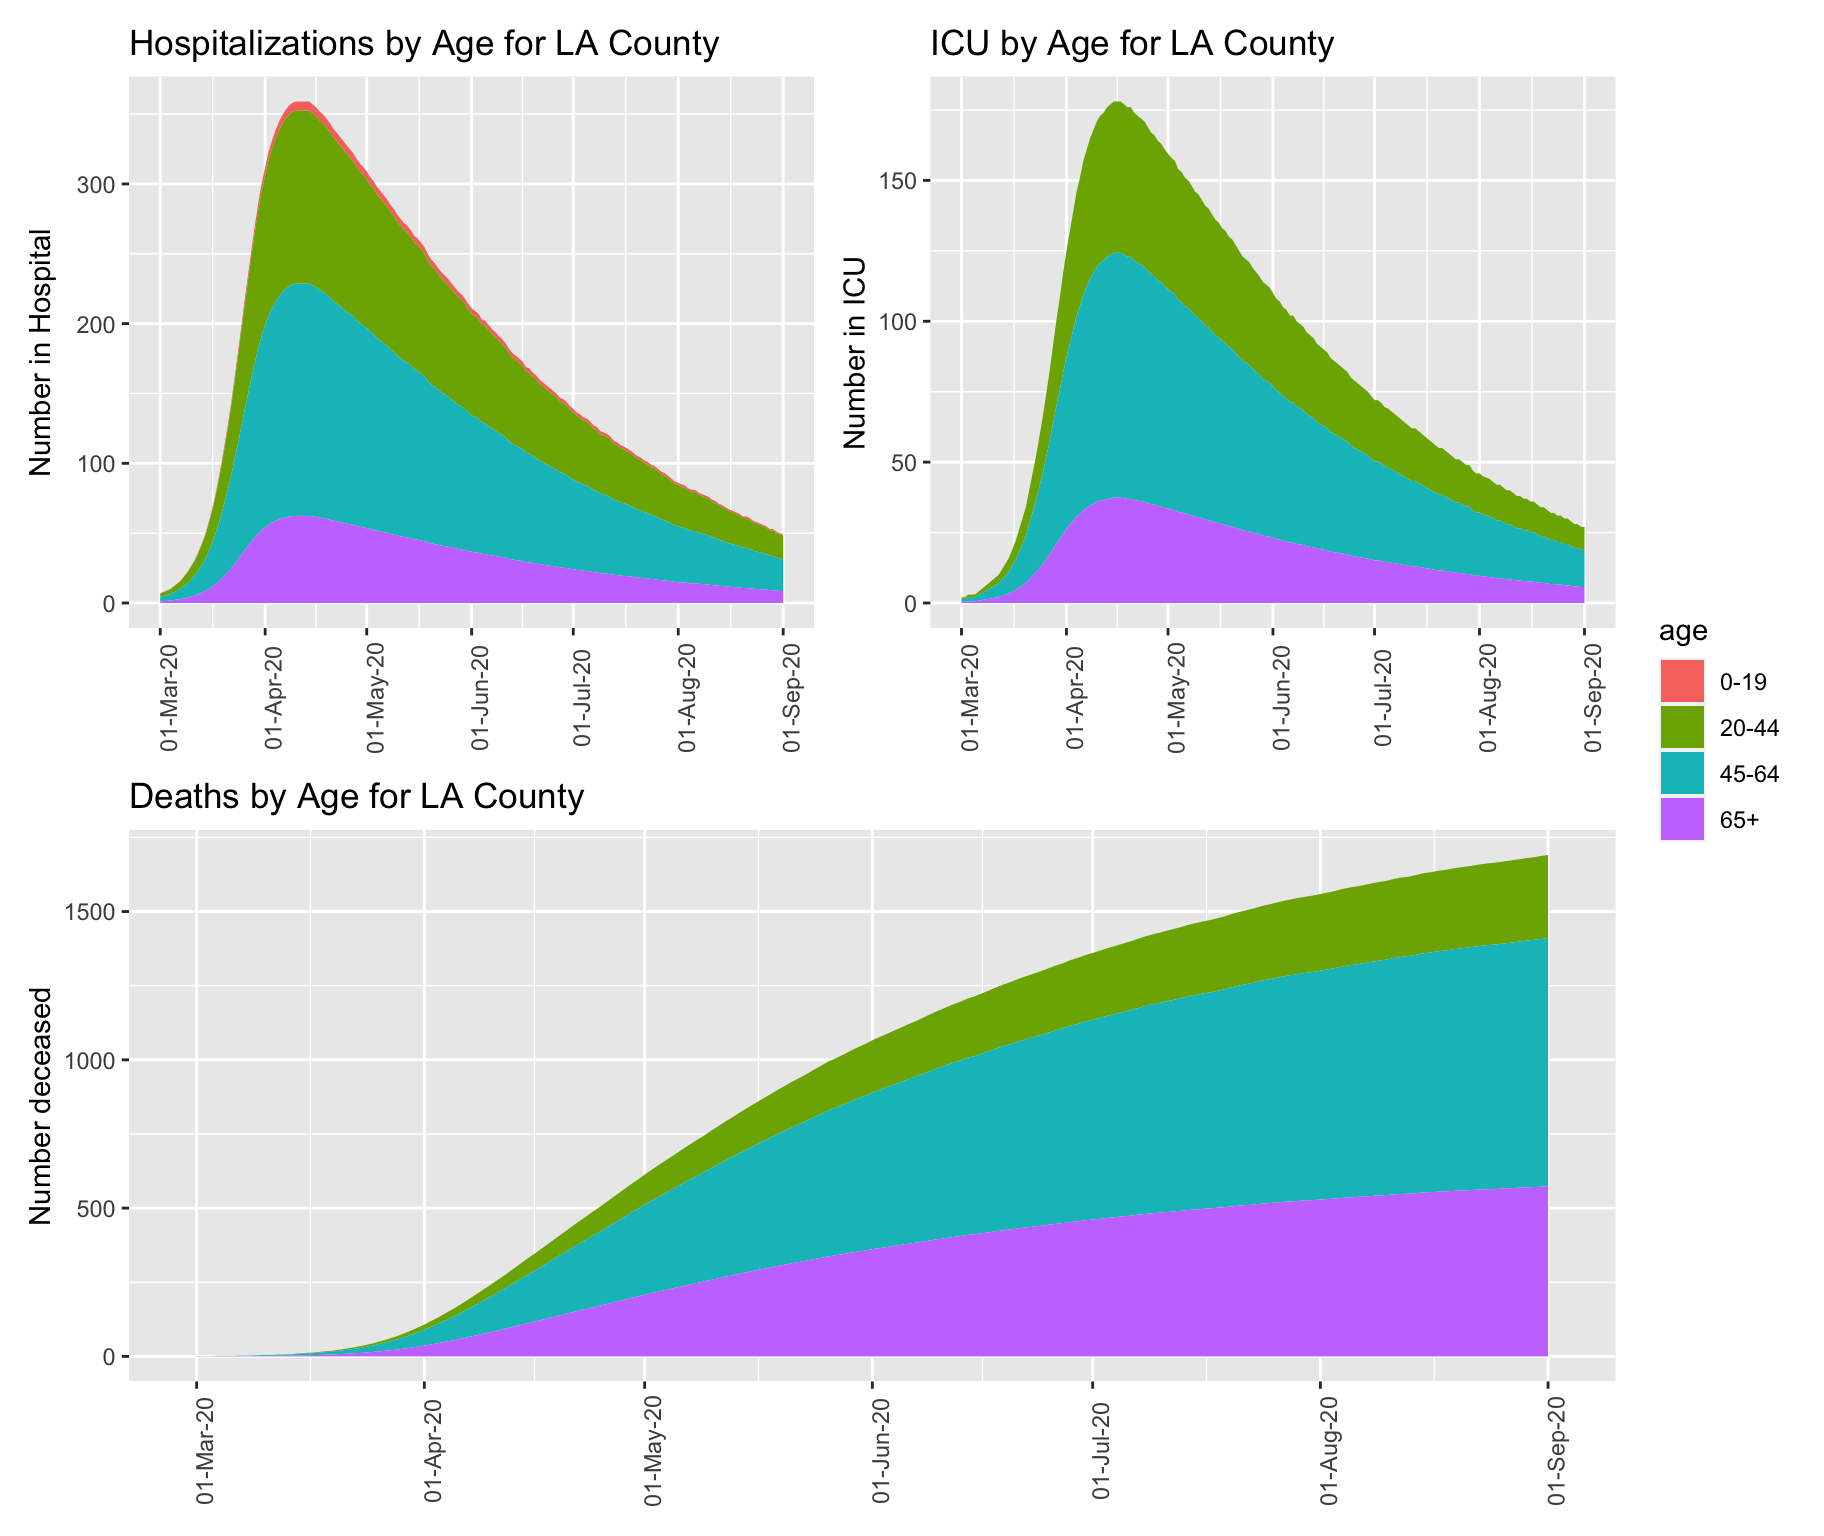 Hospitalizations by Age for LA County
Number in Hospital
300
200
100
0
01-Mar-20
01-Apr-20
01-May-20
01-Jun-20
01-Jul-20
01-Aug-20
01-Sep-20
ICU by Age for LA County
Number in ICU
150
100
50
0
01-Mar-20
01-Apr-20
01-May-20
01-Jun-20
01-Jul-20
01-Aug-20
01-Sep-20
age
0-19
20-44
45-64
65+
Deaths by Age for LA County
Number deceased
1500
1000
500
0
01-Mar-20
01-Apr-20
01-May-20
01-Jun-20
01-Jul-20
01-Aug-20
01-Sep-20